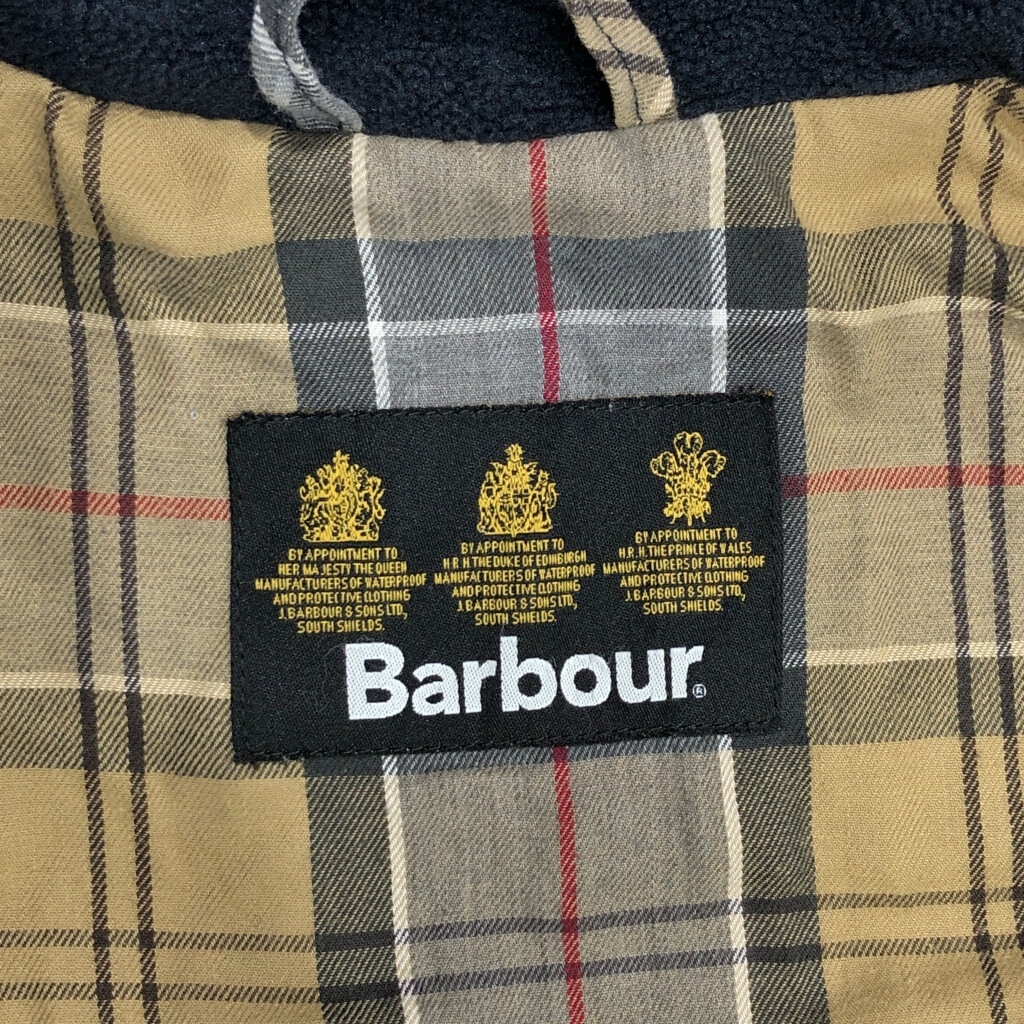 BY APPOINTMENT TO
HER MAJESTY THE QUEEN
MANUFACTURERS OF WATERPROOF
AND PROTECTIVE CLOTHING
J. BARBOUR & SONS LTD,
SOUTH SHIELDS.
BY APPOINTMENT TO
H.R.H. THE DUKE OF EDINBURGH
MANUFACTURERS OF WATERPROOF
AND PROTECTIVE CLOTHING
J. BARBOUR & SONS LTD,
SOUTH SHIELDS.
BY APPOINTMENT TO
H.R.H. THE PRINCE OF WALES
MANUFACTURERS OF WATERPROOF
AND PROTECTIVE CLOTHING
J. BARBOUR & SONS LTD,
SOUTH SHIELDS.
Barbour®